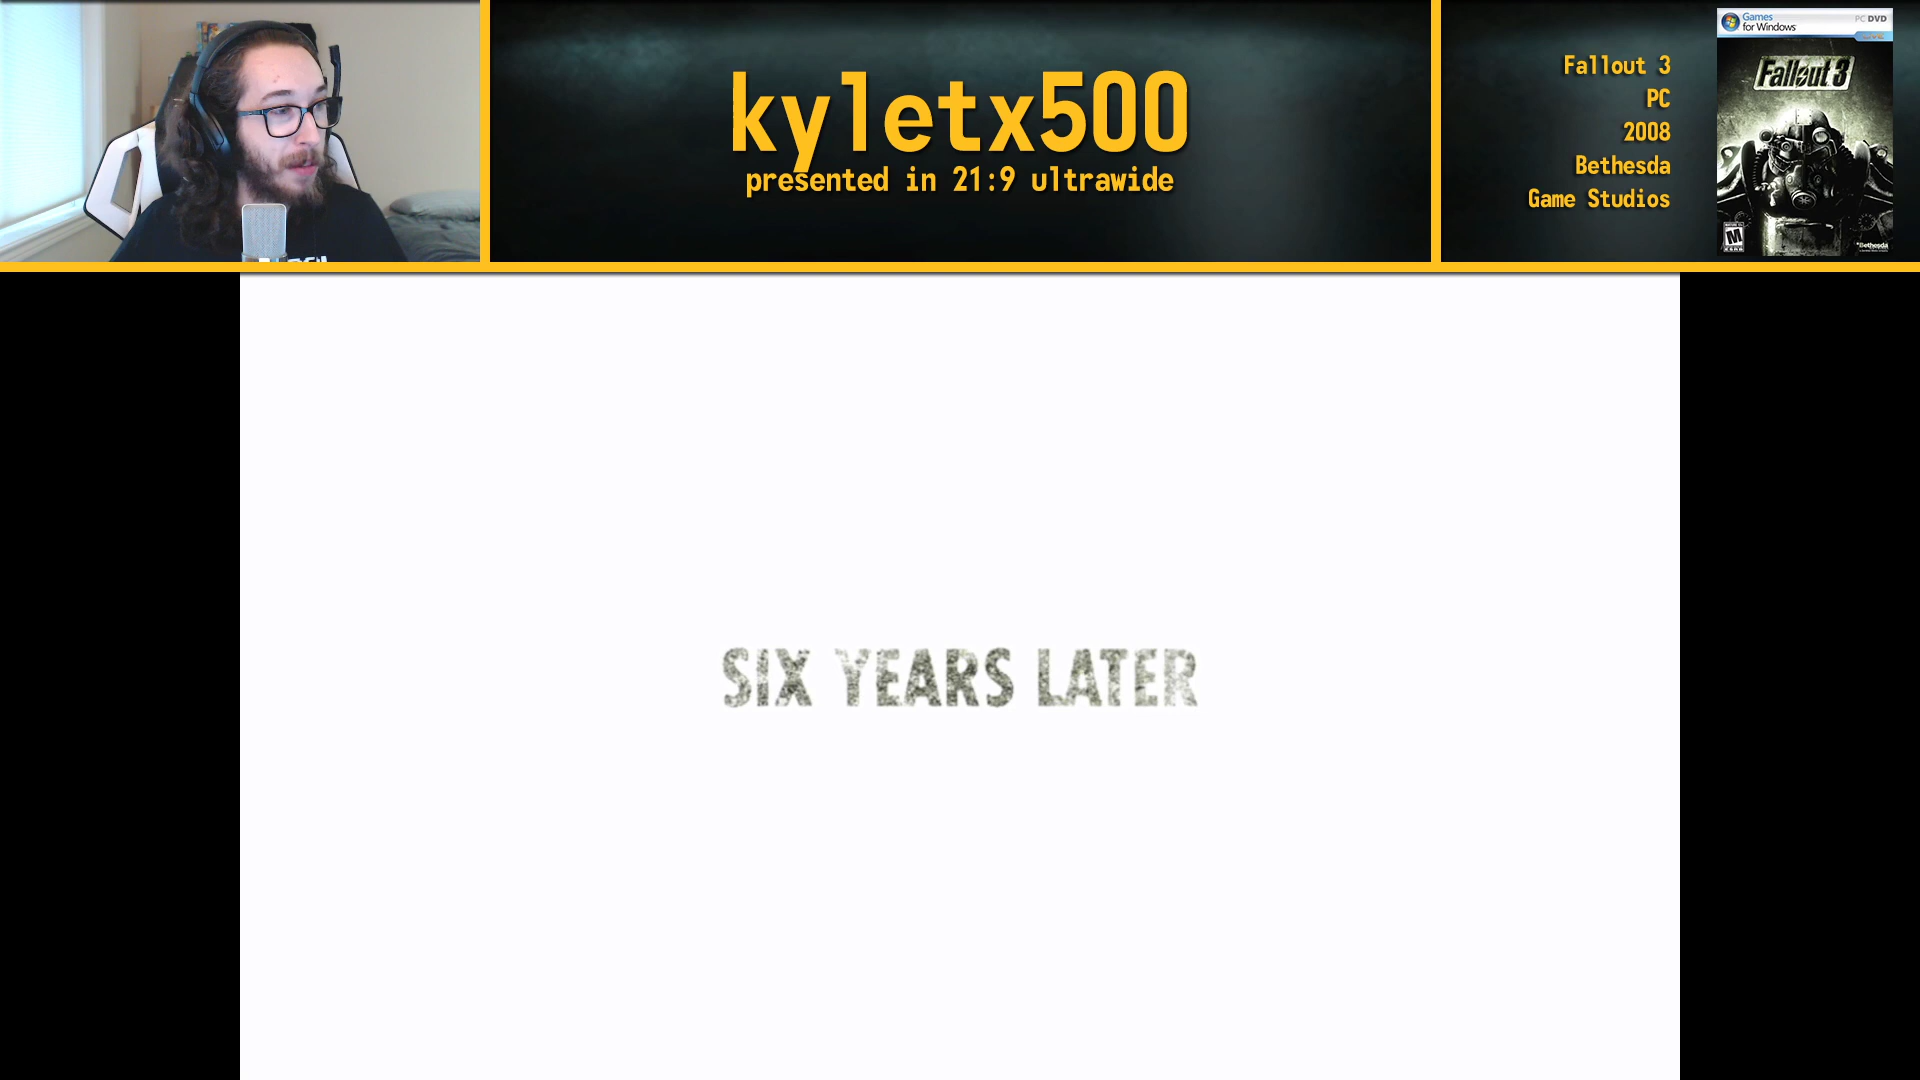 kyletx500
presented in 21:9 ultrawide
Fallout 3
PC
2008
Bethesda
Game Studios
Games
for Windows
PC DVD
LIVE
Fallout 3
M
Bethesda
SIX YEARS LATER